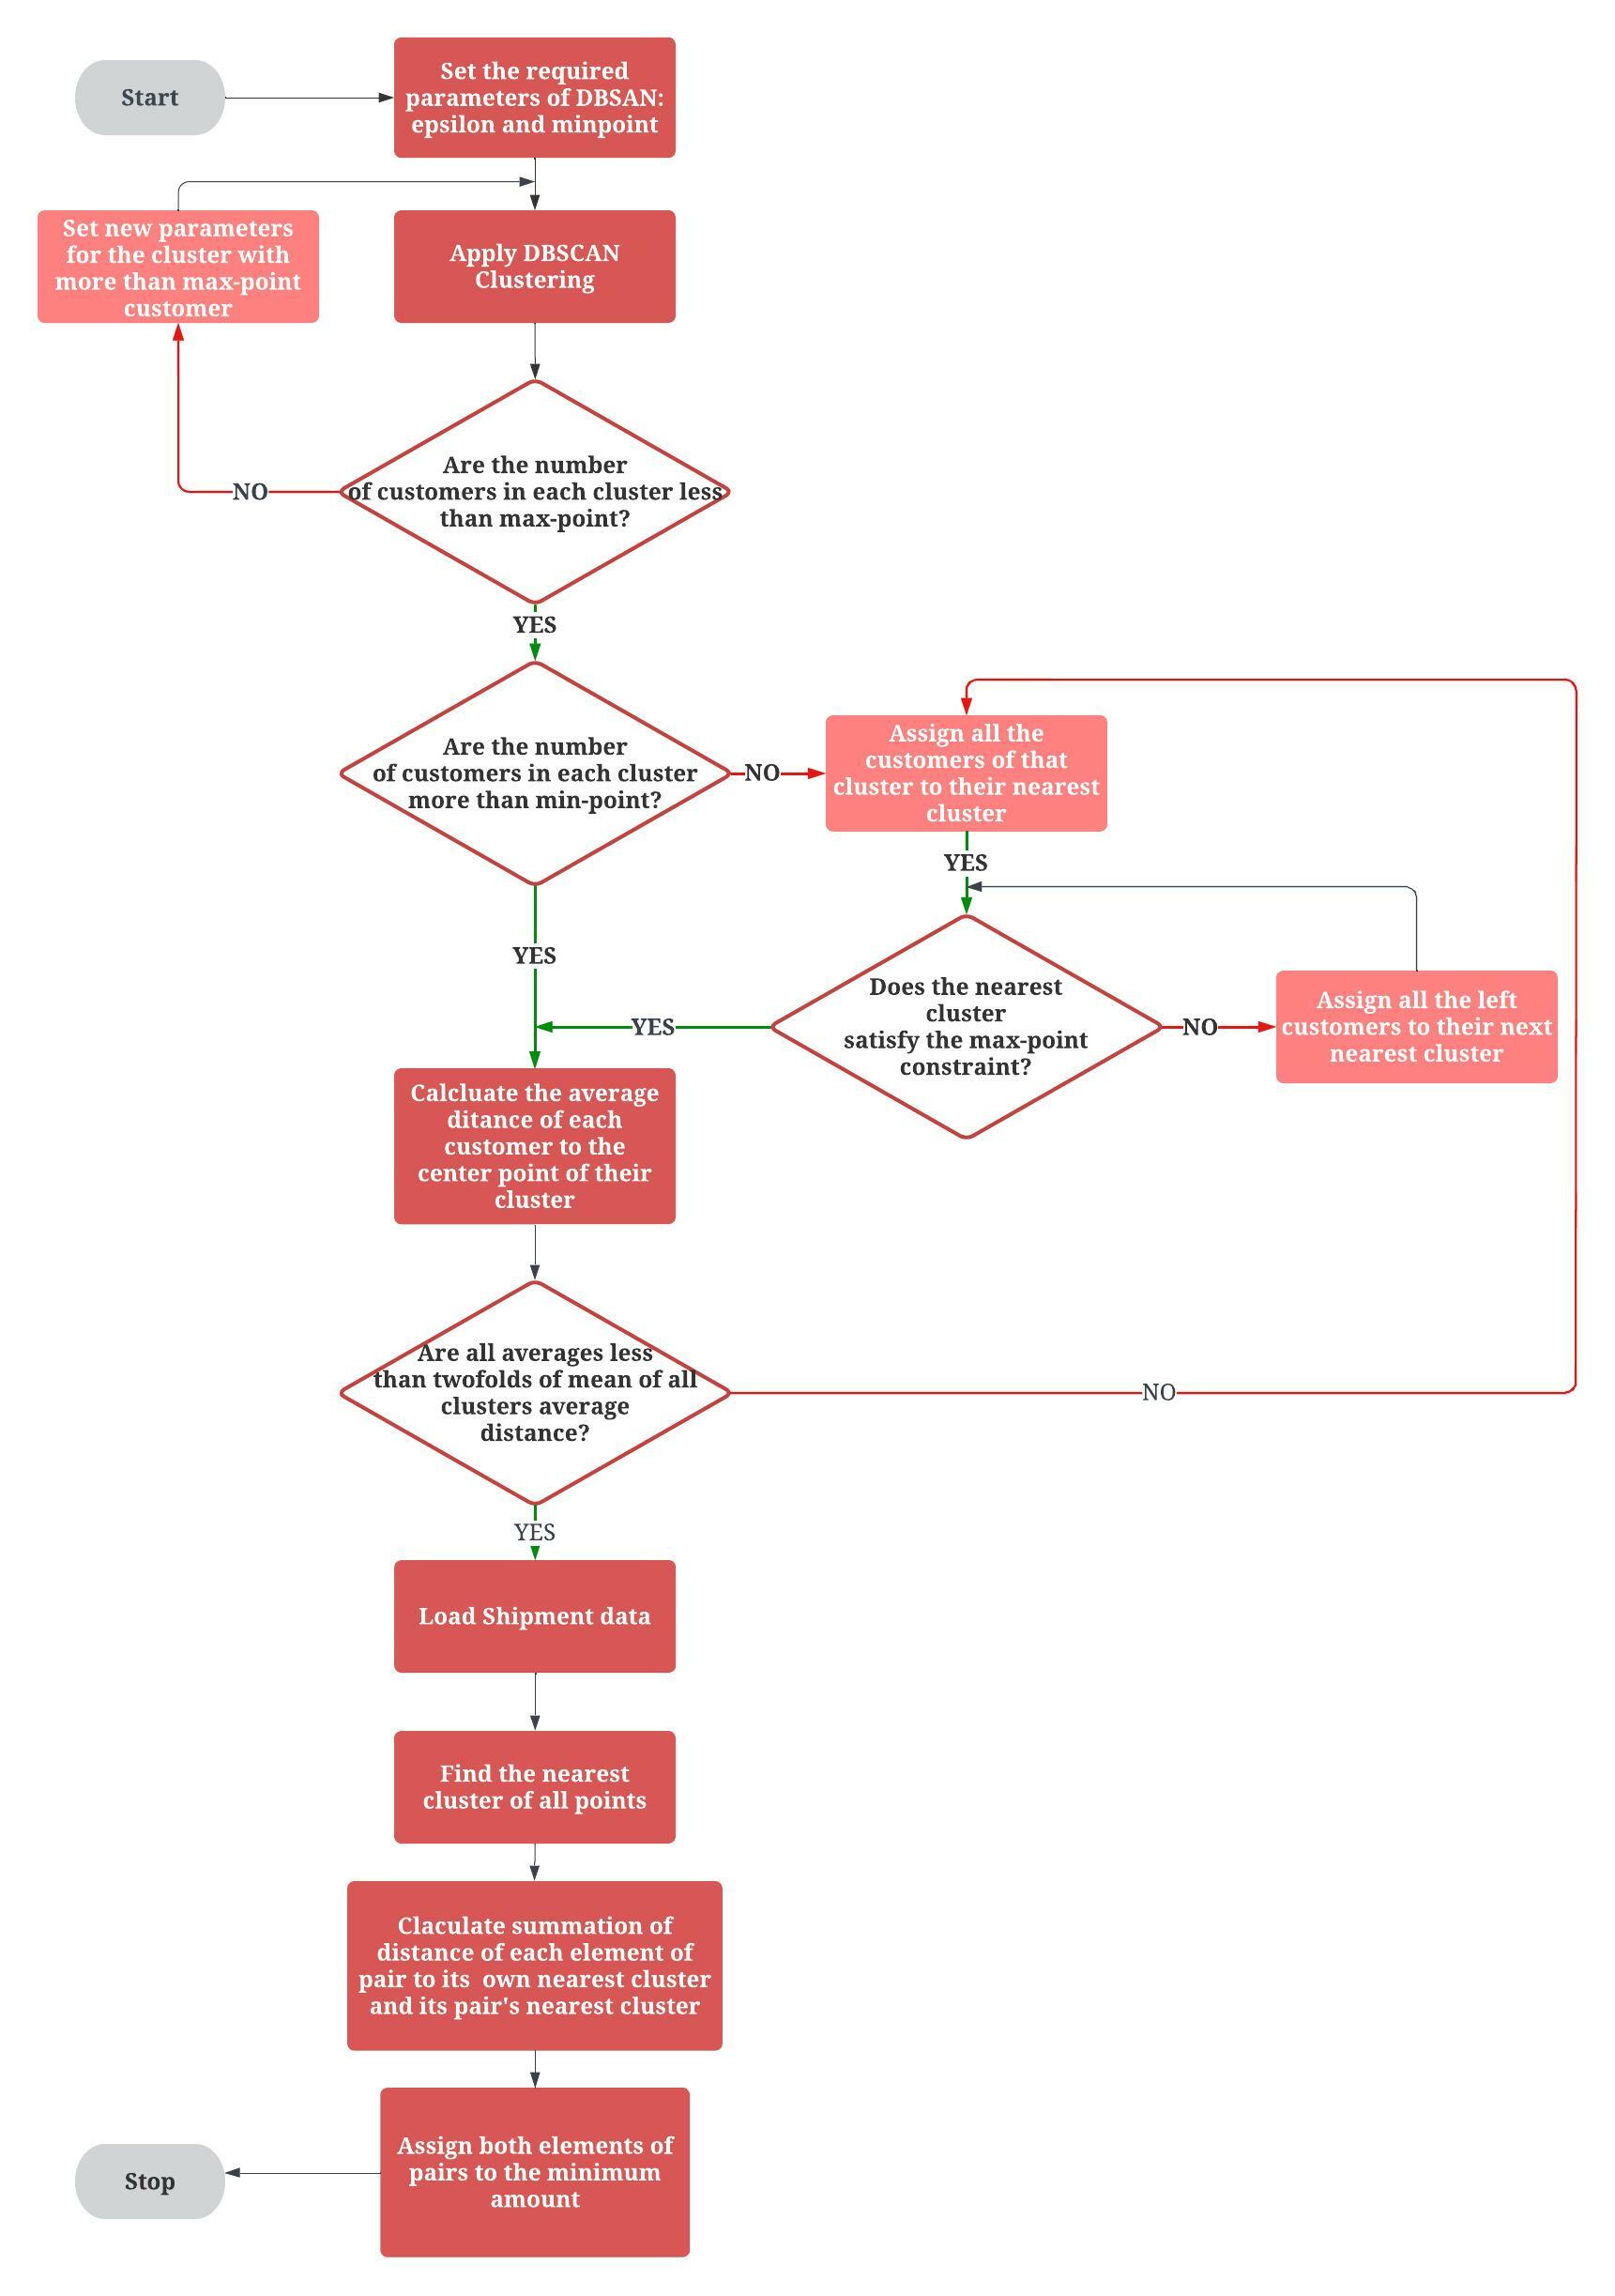 Start
Set the required
parameters of DBSAN:
epsilon and minpoint
Set new parameters
for the cluster with
more than max-point
customer
Apply DBSCAN
Clustering
Are the number
of customers in each cluster less
than max-point?
NO
YES
Are the number
of customers in each cluster
more than min-point?
NO
Assign all the
customers of that
cluster to their nearest
cluster
YES
YES
Does the nearest
cluster
satisfy the max-point
constraint?
YES
NO
Assign all the left
customers to their next
nearest cluster
Calcluate the average
ditance of each
customer to the
center point of their
cluster
Are all averages less
than twofolds of mean of all
clusters average
distance?
NO
YES
Load Shipment data
Find the nearest
cluster of all points
Claculate summation of
distance of each element of
pair to its  own nearest cluster
and its pair's nearest cluster
Assign both elements of
pairs to the minimum
amount
Stop